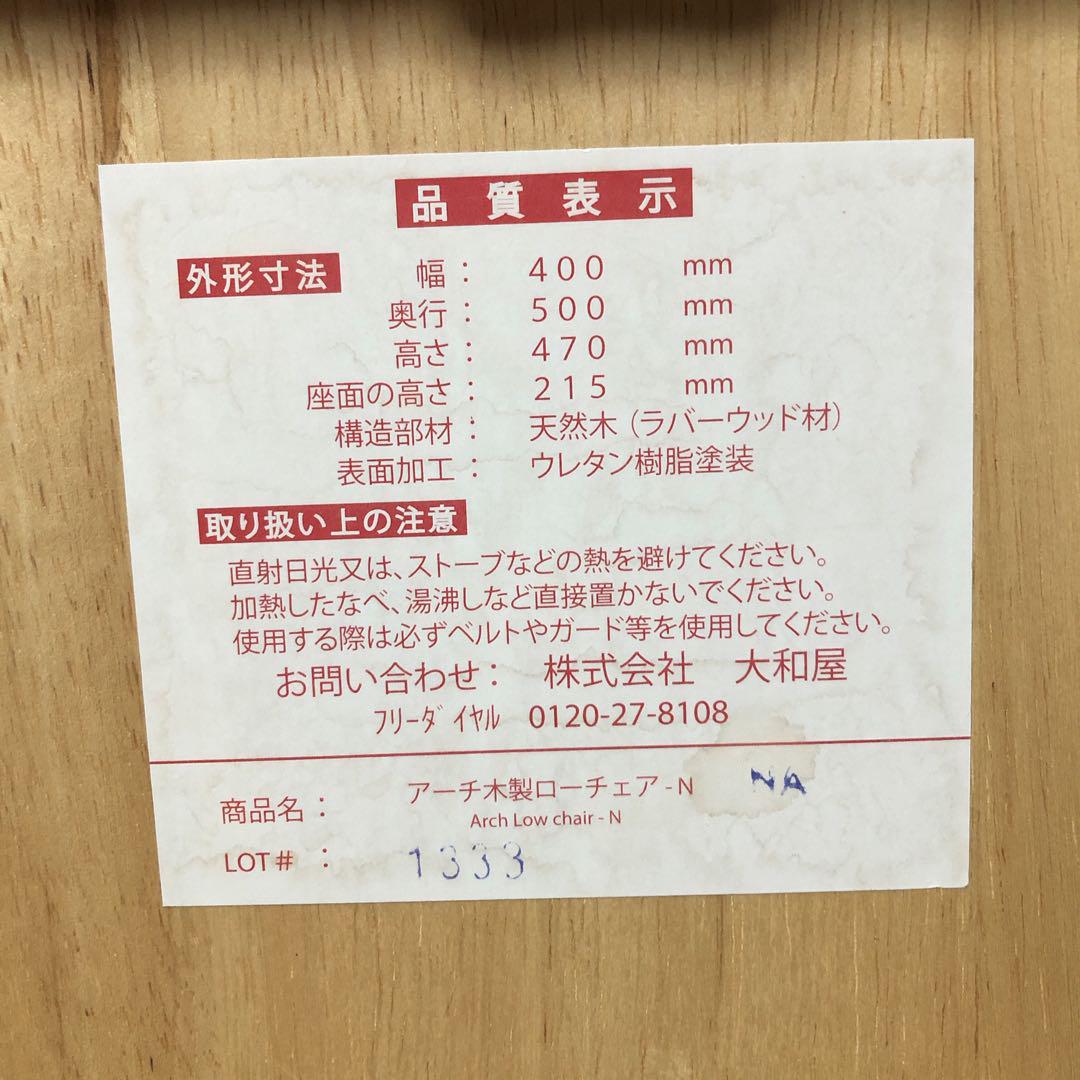 品質表示
外形寸法 幅: 400 mm
奥行: 500 mm
高さ: 470 mm
座面の高さ: 215 mm
構造部材: 天然木(ラバーウッド材)
表面加工: ウレタン樹脂塗装
取り扱い上の注意
直射日光又は、ストーブなどの熱を避けてください。
加熱したなべ、湯沸しなど直接置かないでください。
使用する際は必ずベルトやガード等を使用してください。
お問い合わせ: 株式会社 大和屋
フリーダイヤル 0120-27-8108
商品名: アーチ木製ローチェア-N NA
Arch Low chair - N
LOT#: 1333